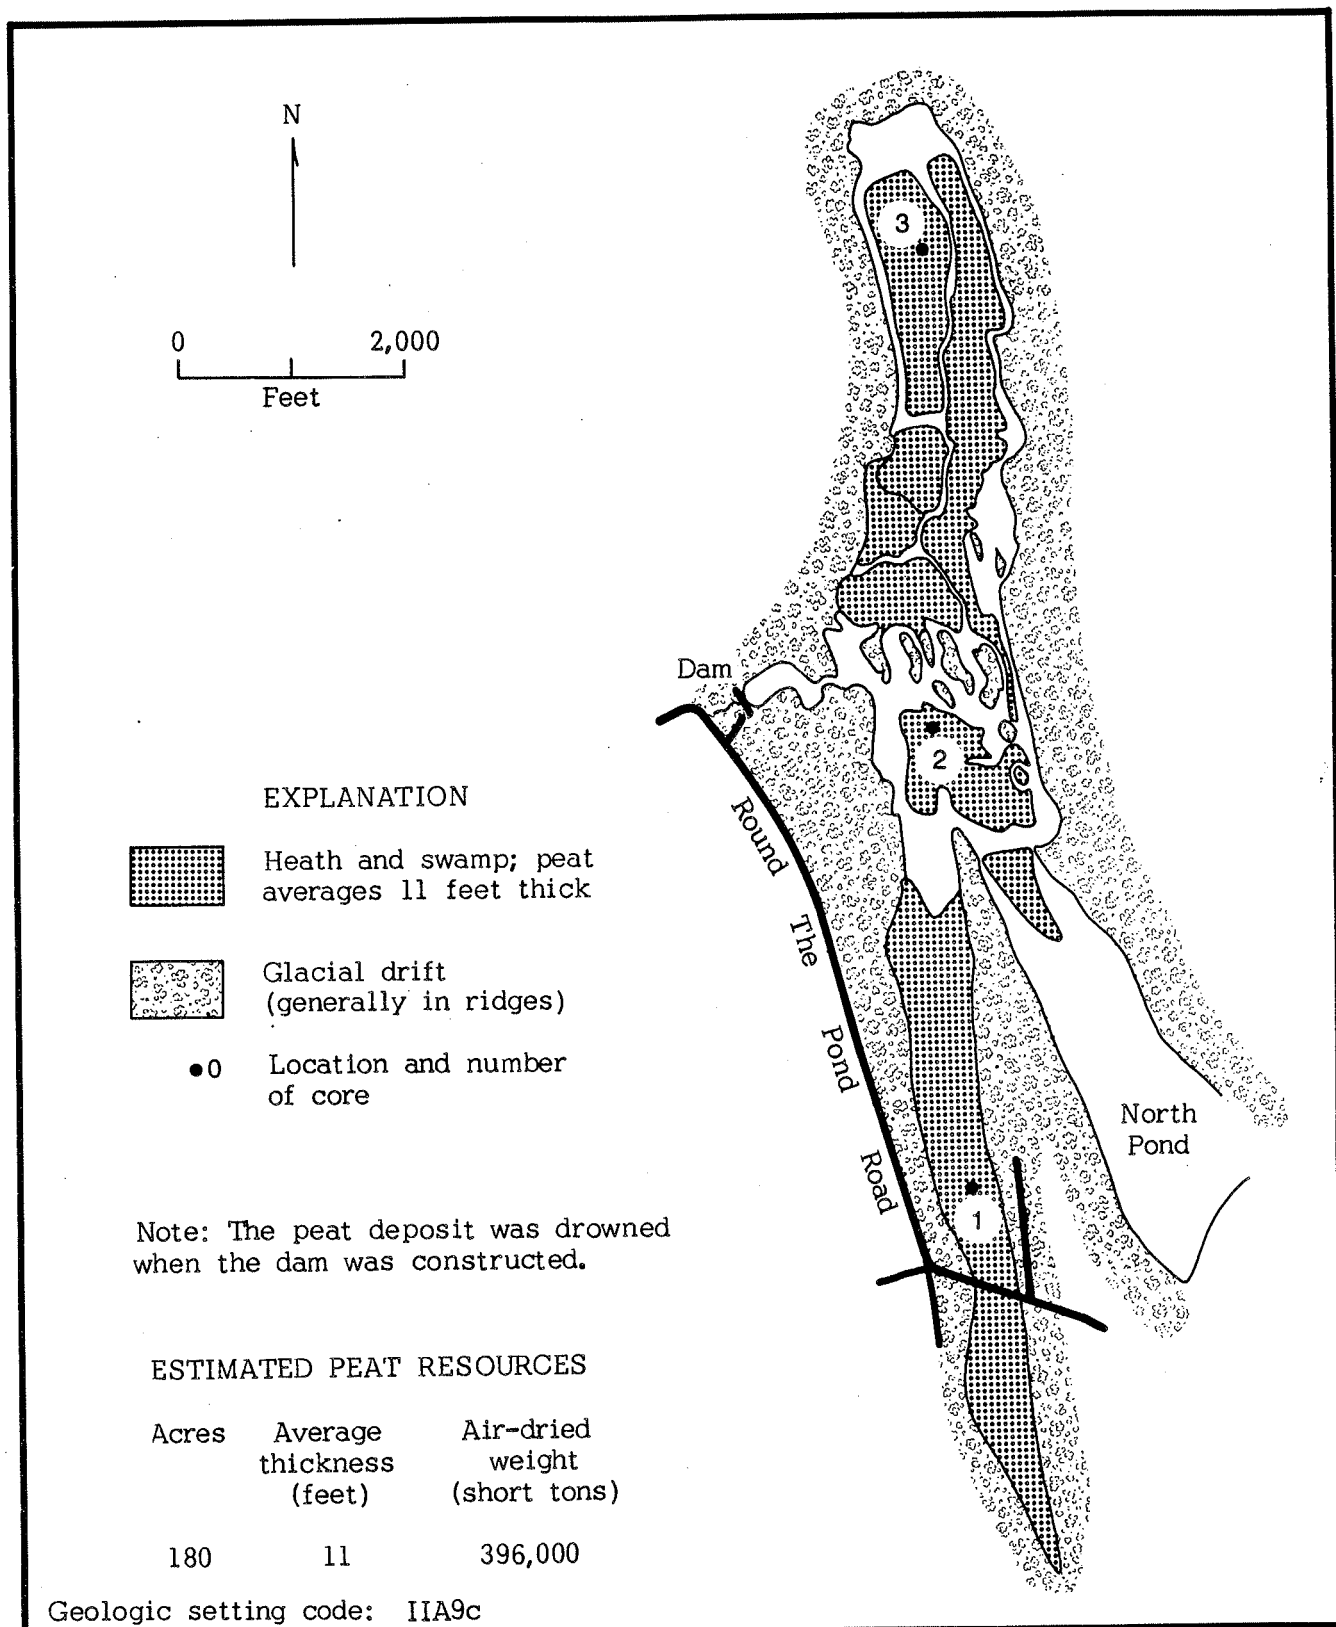 N
0 2,000
Feet
3
Dam
2
EXPLANATION
Heath and swamp; peat
averages 11 feet thick
Glacial drift
(generally in ridges)
0 Location and number
of core
Round The Pond Road
North
Pond
1
Note: The peat deposit was drowned
when the dam was constructed.
ESTIMATED PEAT RESOURCES
Acres Average Air-dried
thickness weight
(feet) (short tons)
180 11 396,000
Geologic setting code: IIA9c